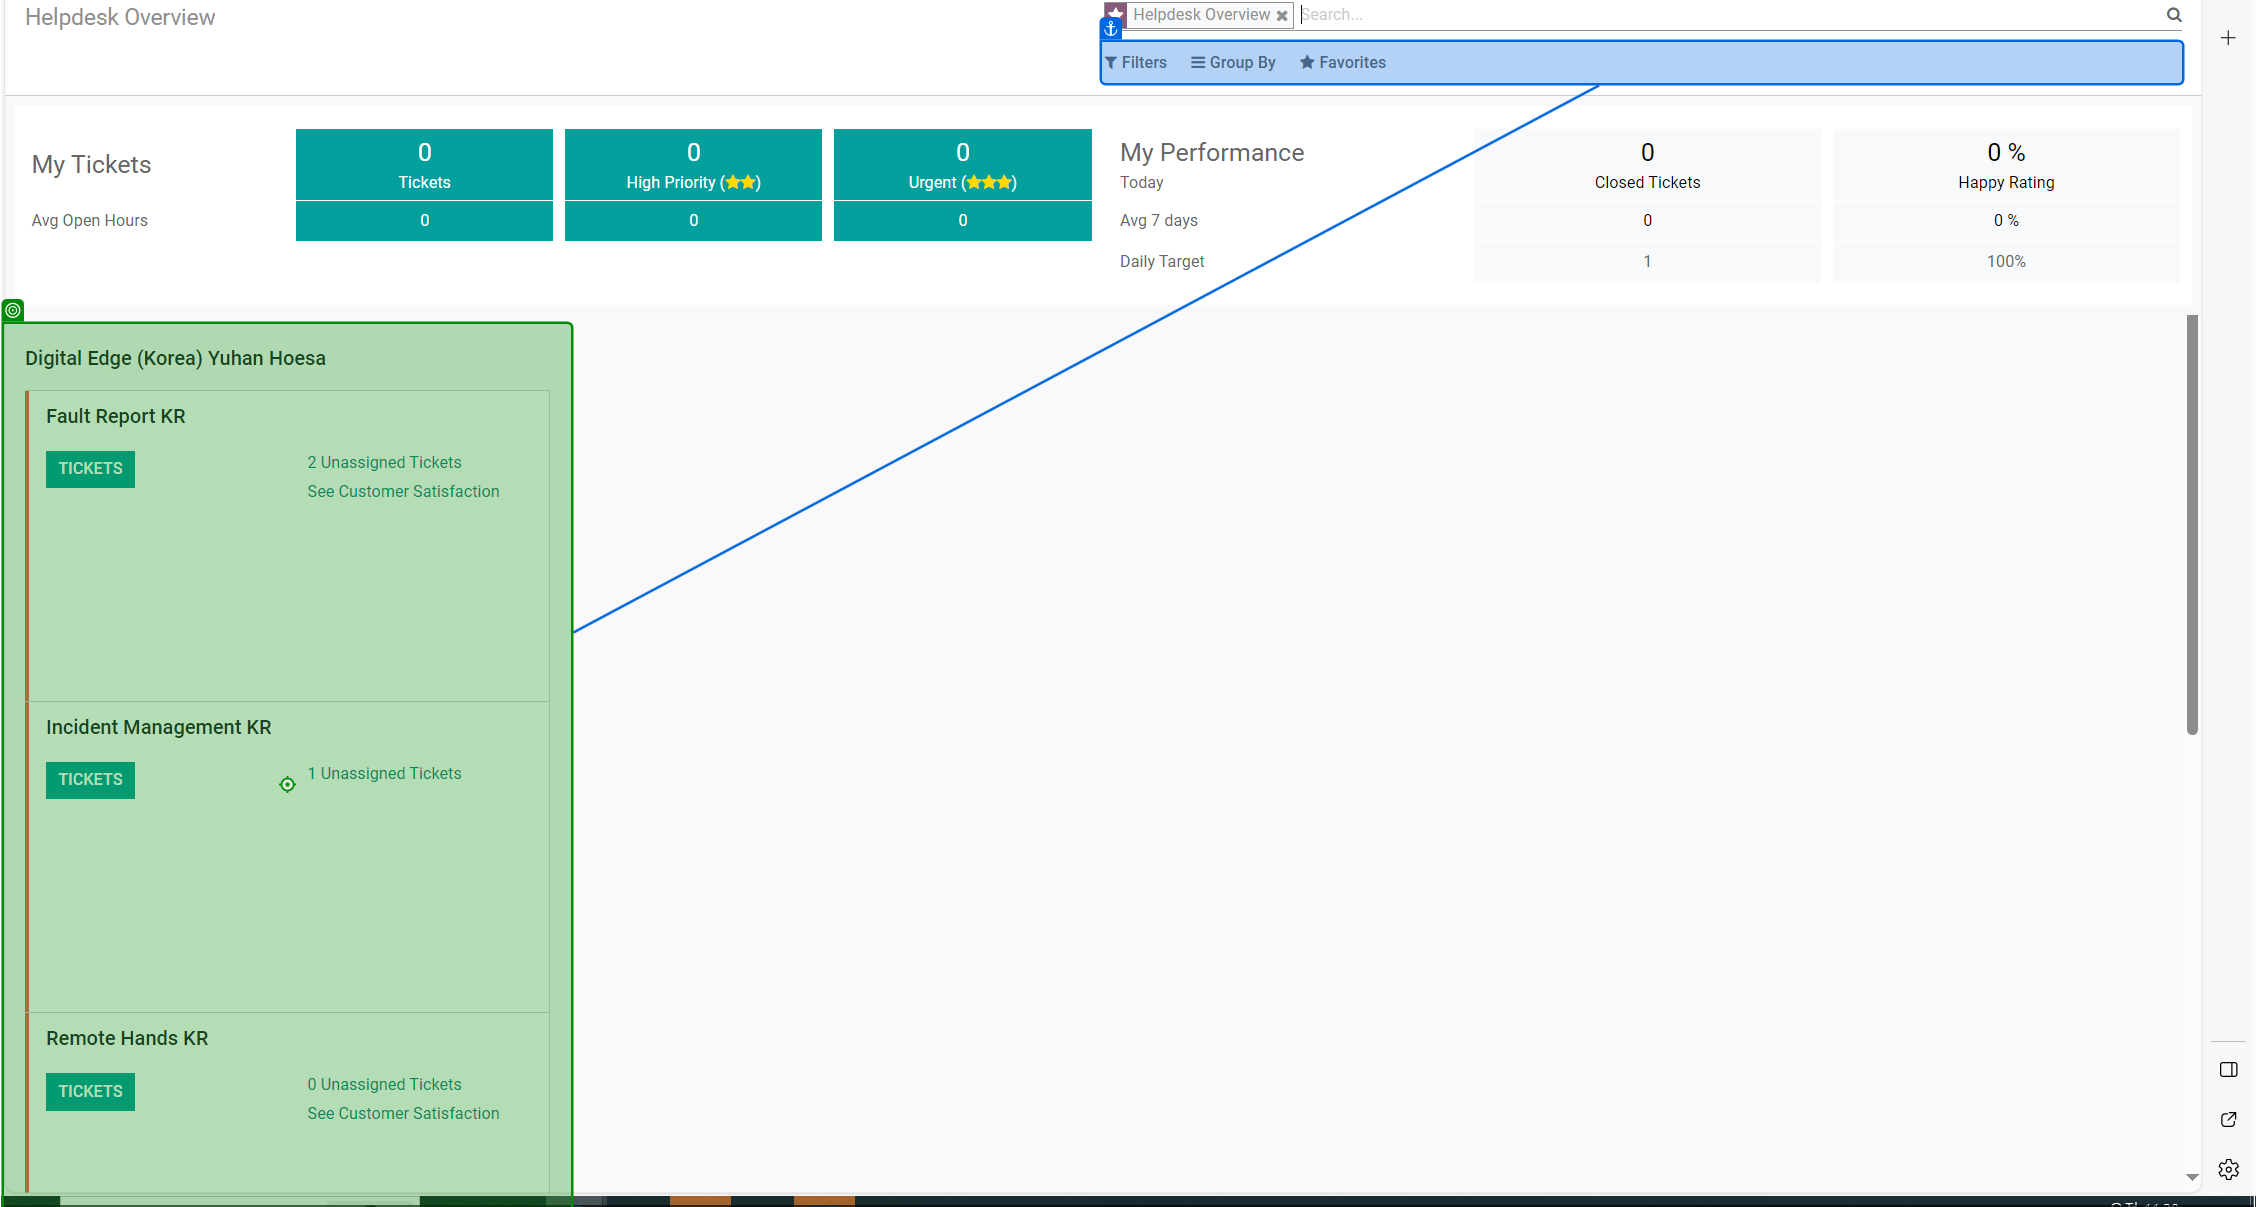 Helpdesk Overview
Helpdesk Overview
Search...
Filters
Group By
Favorites
My Tickets
0
Tickets
0
High Priority (★★)
0
Urgent (★★★)
Avg Open Hours
0
0
0
My Performance
Today
0
Closed Tickets
0 %
Happy Rating
Avg 7 days
0
0 %
Daily Target
1
100%
Digital Edge (Korea) Yuhan Hoesa
Fault Report KR
TICKETS
2 Unassigned Tickets
See Customer Satisfaction
Incident Management KR
TICKETS
1 Unassigned Tickets
Remote Hands KR
TICKETS
0 Unassigned Tickets
See Customer Satisfaction